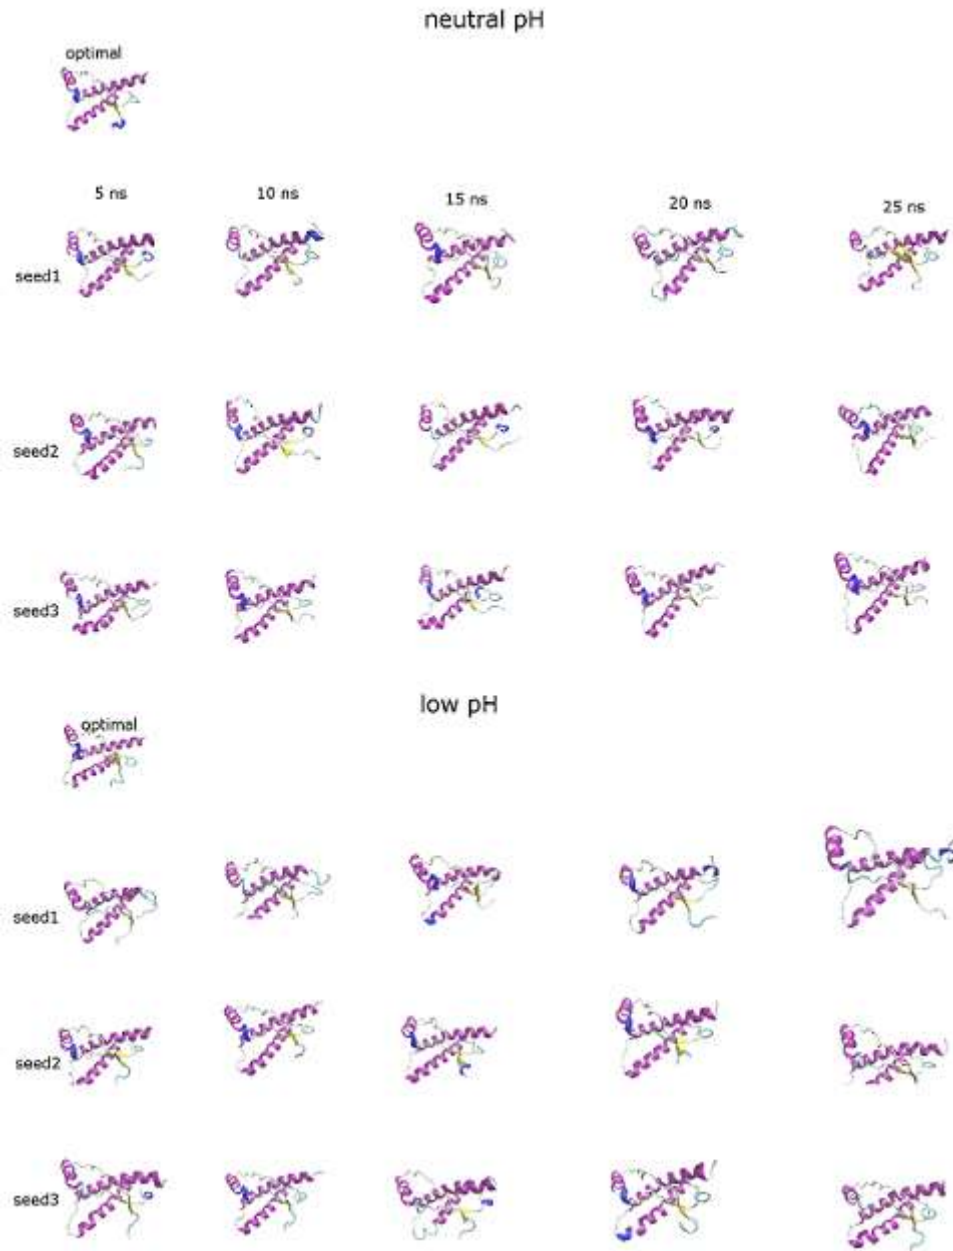 neutral pH
optimal
5 ns 10 ns 15 ns 20 ns 25 ns
seed1
seed2
seed3
low pH
optimal
seed1
seed2
seed3